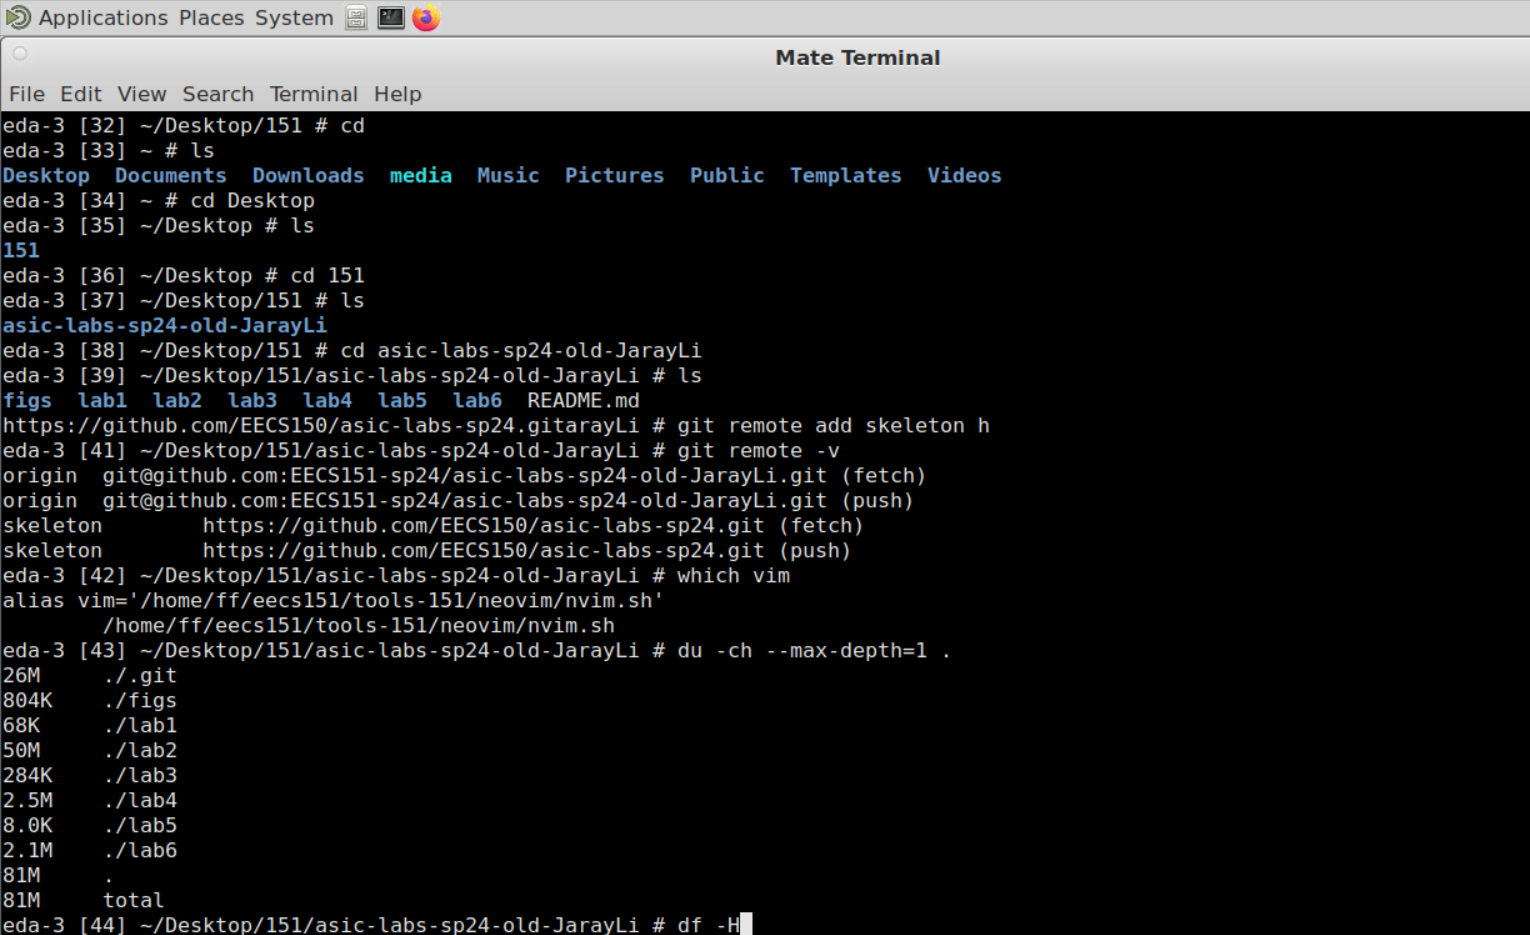 Applications Places System
Mate Terminal
File Edit View Search Terminal Help
eda-3 [32] ~/Desktop/151 # cd
eda-3 [33] ~ # ls
Desktop  Documents  Downloads  media  Music  Pictures  Public  Templates  Videos
eda-3 [34] ~ # cd Desktop
eda-3 [35] ~/Desktop # ls
151
eda-3 [36] ~/Desktop # cd 151
eda-3 [37] ~/Desktop/151 # ls
asic-labs-sp24-old-JarayLi
eda-3 [38] ~/Desktop/151 # cd asic-labs-sp24-old-JarayLi
eda-3 [39] ~/Desktop/151/asic-labs-sp24-old-JarayLi # ls
figs  lab1  lab2  lab3  lab4  lab5  lab6  README.md
https://github.com/EECS150/asic-labs-sp24.gitarayLi # git remote add skeleton h
eda-3 [41] ~/Desktop/151/asic-labs-sp24-old-JarayLi # git remote -v
origin  git@github.com:EECS151-sp24/asic-labs-sp24-old-JarayLi.git (fetch)
origin  git@github.com:EECS151-sp24/asic-labs-sp24-old-JarayLi.git (push)
skeleton        https://github.com/EECS150/asic-labs-sp24.git (fetch)
skeleton        https://github.com/EECS150/asic-labs-sp24.git (push)
eda-3 [42] ~/Desktop/151/asic-labs-sp24-old-JarayLi # which vim
alias vim='/home/ff/eecs151/tools-151/neovim/nvim.sh'
        /home/ff/eecs151/tools-151/neovim/nvim.sh
eda-3 [43] ~/Desktop/151/asic-labs-sp24-old-JarayLi # du -ch --max-depth=1 .
26M     ./.git
804K    ./figs
68K     ./lab1
50M     ./lab2
284K    ./lab3
2.5M    ./lab4
8.0K    ./lab5
2.1M    ./lab6
81M     .
81M     total
eda-3 [44] ~/Desktop/151/asic-labs-sp24-old-JarayLi # df -H